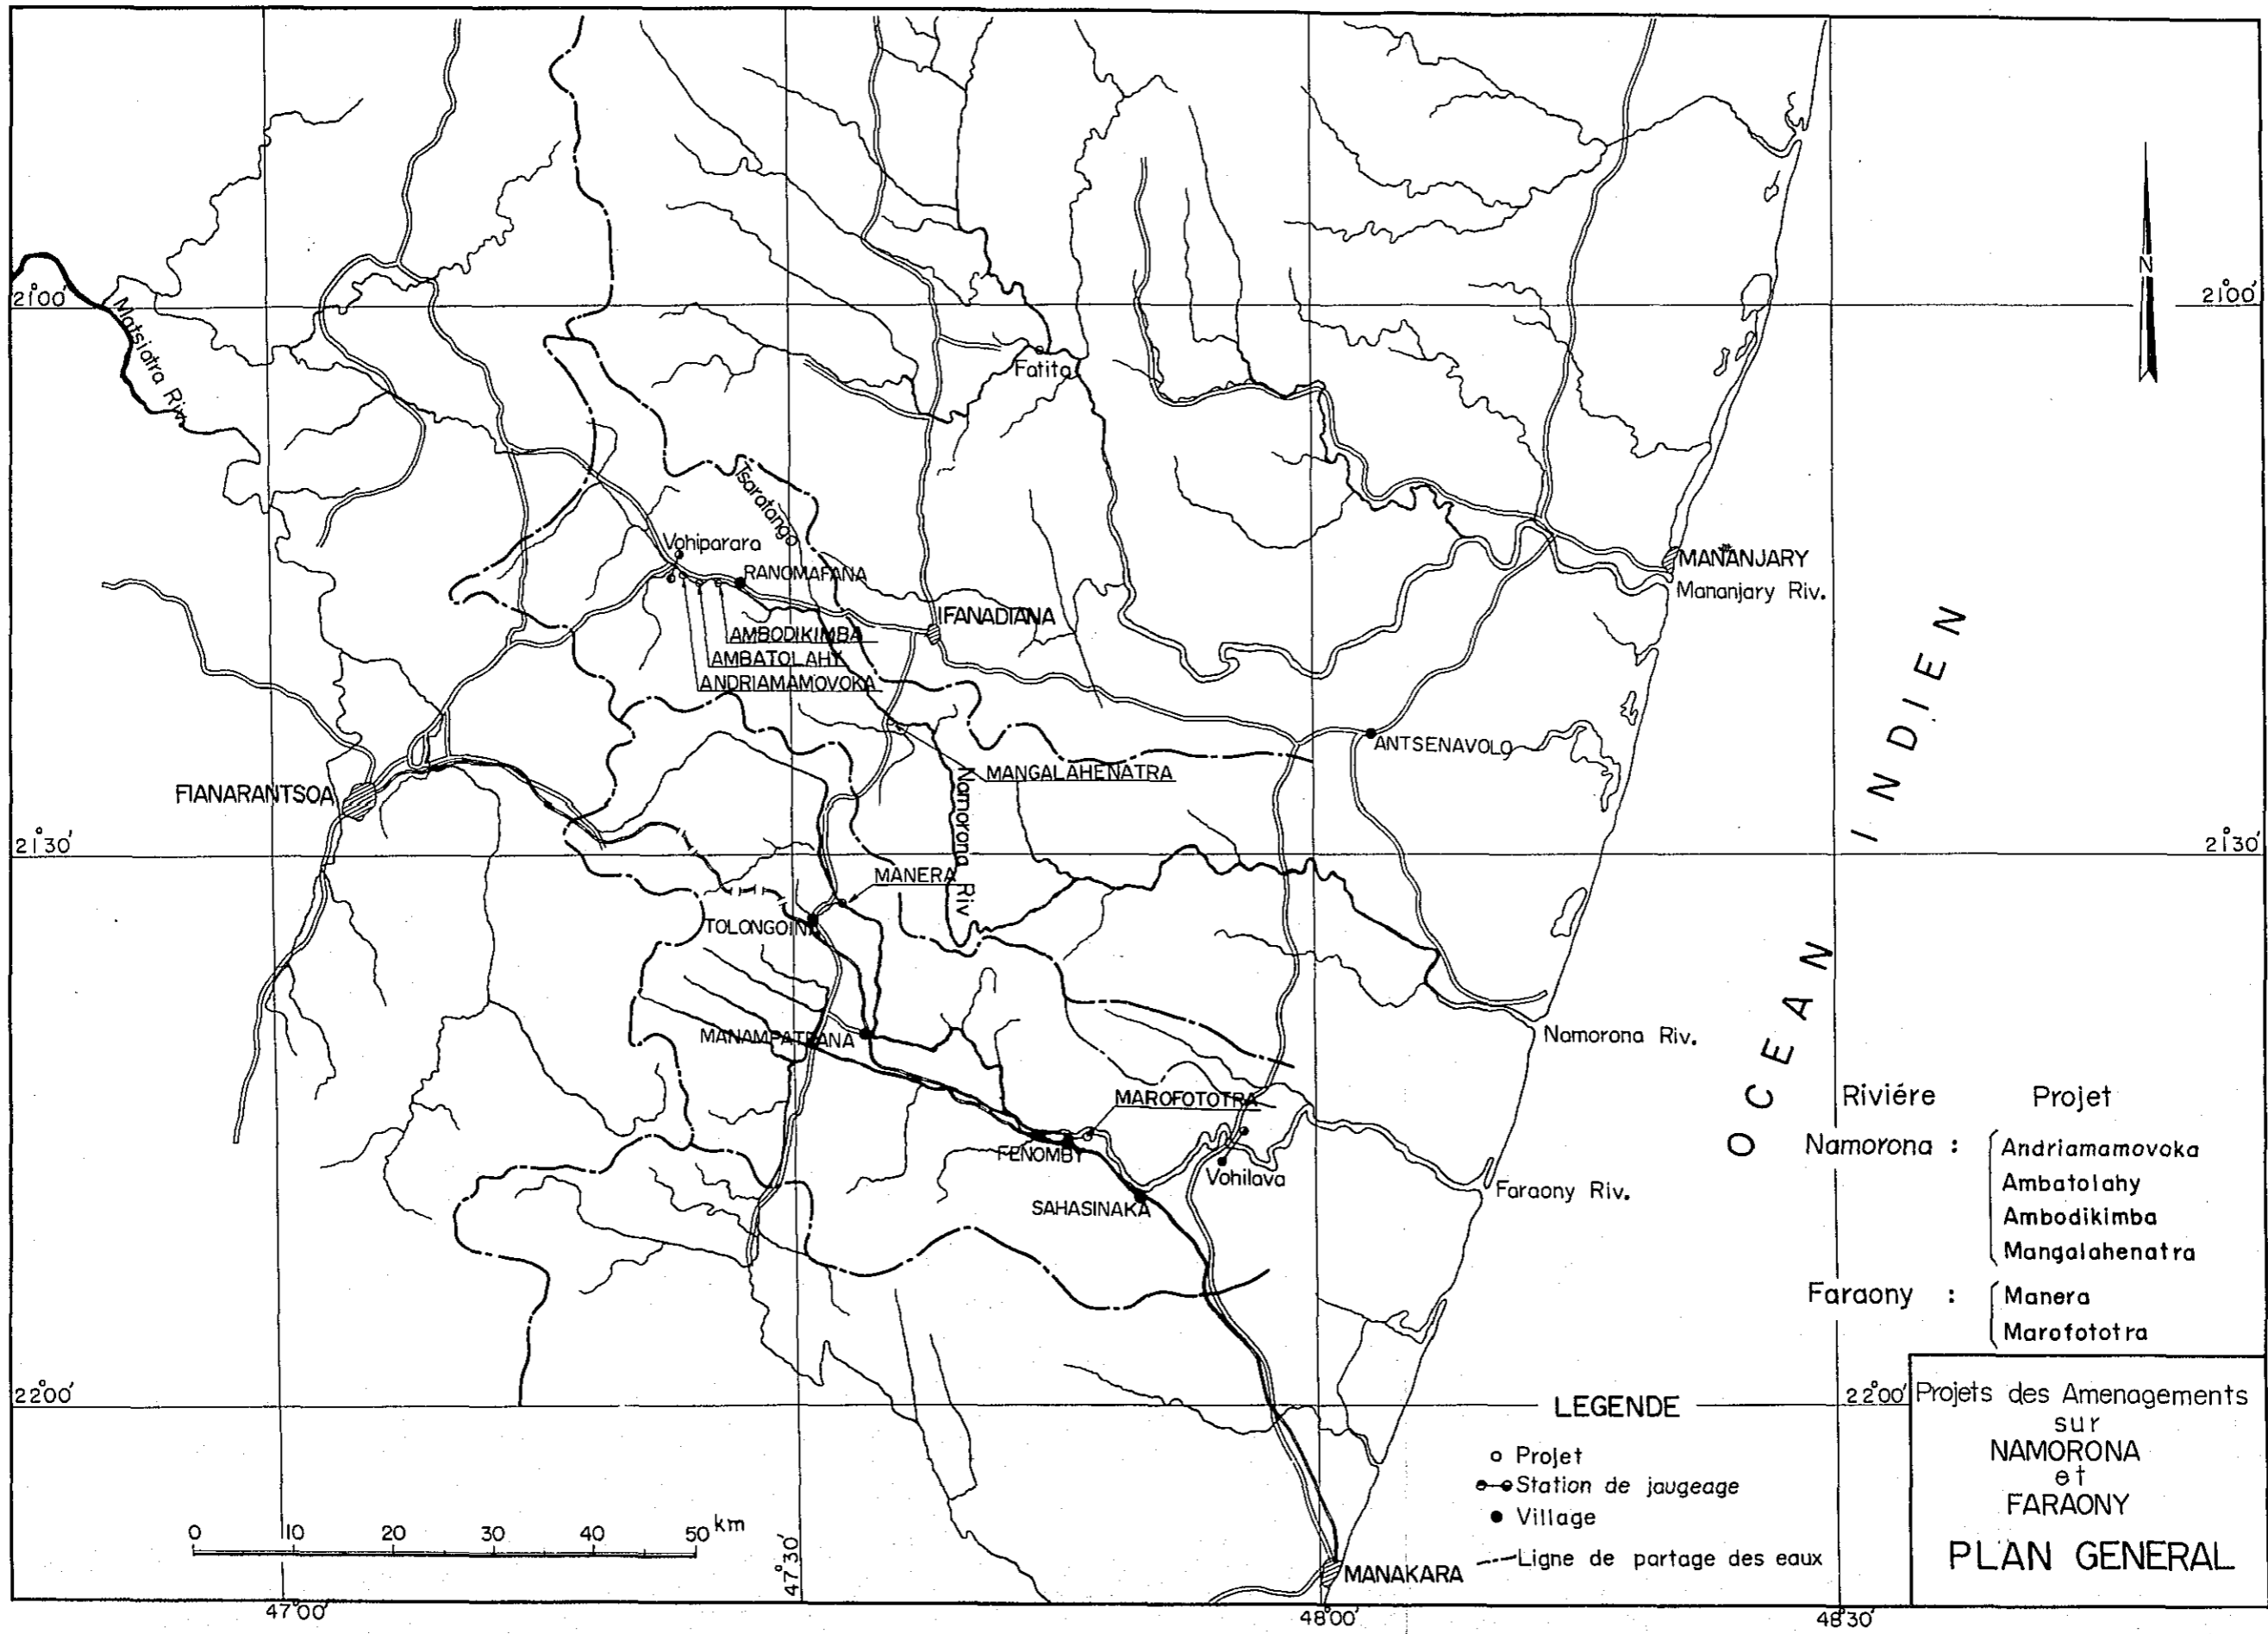 N
21°00'
21°00'
Matsiatra Riv.
Fatita
Tsaratango
Vohiparara
RANOMAFANA
MANANJARY
Mananjary Riv.
IFANADIANA
AMBODIKIMBA
AMBATOLAHY
ANDRIAMAMOVOKA
ANTSENAVOLO
MANGALAHENATRA
Namorona Riv
FIANARANTSOA
OCEAN INDIEN
21°30'
21°30'
MANERA
TOLONGOINA
MANAMPATRANA
Namorona Riv.
MAROFOTOTRA
FENOMBY
Vohilava
SAHASINAKA
Faraony Riv.
Riviére Projet
Namorona : Andriamamovoka
Ambatolahy
Ambodikimba
Mangalahenatra
Faraony : Manera
Marofototra
22°00'
22°00'
LEGENDE
Projet
Station de jaugeage
Village
Ligne de partage des eaux
Projets des Amenagements
sur
NAMORONA
et
FARAONY
PLAN GENERAL
0 10 20 30 40 50 km
MANAKARA
47°00'
47°30'
48°00'
48°30'